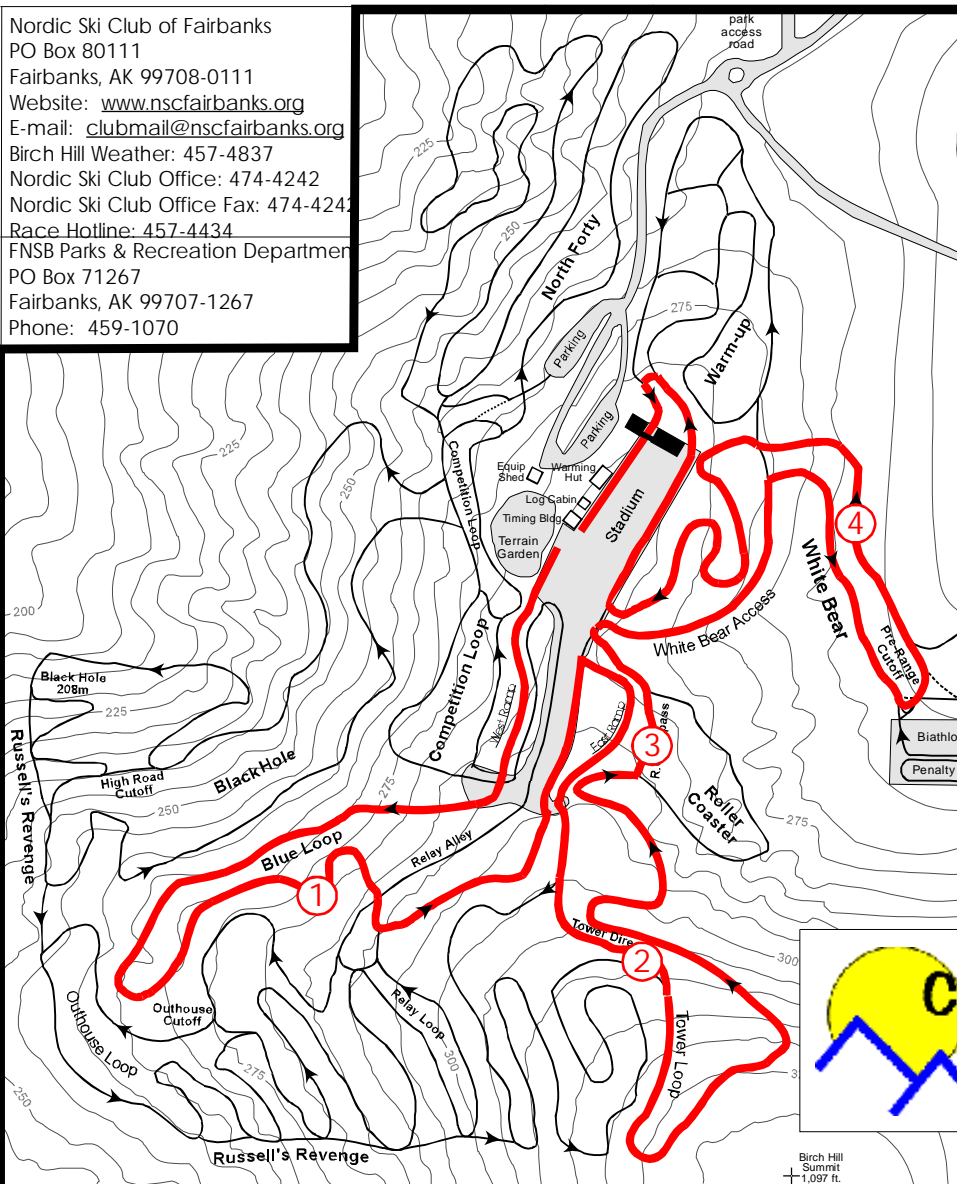 Nordic Ski Club of Fairbanks
PO Box 80111
Fairbanks, AK 99708-0111
Website: www.nscfairbanks.org
E-mail: clubmail@nscfairbanks.org
Birch Hill Weather: 457-4837
Nordic Ski Club Office: 474-4242
Nordic Ski Club Office Fax: 474-4242
Race Hotline: 457-4434
FNSB Parks & Recreation Departmen
PO Box 71267
Fairbanks, AK 99707-1267
Phone: 459-1070
park
access
road
225
250
North Forty
275
Parking
Warm-up
Parking
225
Competition Loop
Equip
Shed
Warming
Hut
Log Cabin
Timing Bldg
Terrain
Garden
Stadium
250
4
White Bear
200
White Bear Access
Pre-Range
Cutoff
Black Hole
208m
225
Competition Loop
West Ramp
East Ramp
3
R.
pass
Biathlo
Penalty
Russell's Revenge
High Road
Cutoff
Black Hole
250
275
Roller
Coaster
275
Blue Loop
Relay Alley
1
Tower Dire
2
300
C
Outhouse Loop
Outhouse
Cutoff
Relay Loop
Tower Loop
275
300
250
Russell's Revenge
Birch Hill
Summit
1,097 ft.